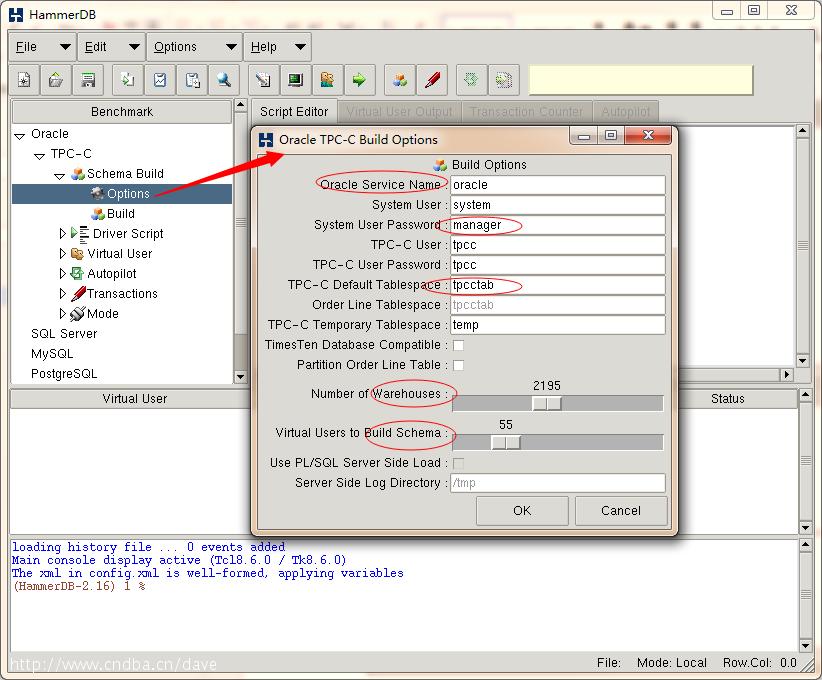 HammerDB
File Edit Options Help
Benchmark
Script Editor Virtual User Output Transaction Counter Autopilot
Oracle
TPC-C
Schema Build
Options
Build
Driver Script
Virtual User
Autopilot
Transactions
Mode
SQL Server
MySQL
PostgreSQL
Oracle TPC-C Build Options
Build Options
Oracle Service Name : oracle
System User : system
System User Password : manager
TPC-C User : tpcc
TPC-C User Password : tpcc
TPC-C Default Tablespace : tpcctab
Order Line Tablespace : tpcctab
TPC-C Temporary Tablespace : temp
TimesTen Database Compatible :
Partition Order Line Table :
2195
Number of Warehouses :
55
Virtual Users to Build Schema :
Use PL/SQL Server Side Load :
Server Side Log Directory : /tmp
OK Cancel
Virtual User Status
loading history file ... 0 events added
Main console display active (Tcl8.6.0 / Tk8.6.0)
The xml in config.xml is well-formed, applying variables
(HammerDB-2.16) 1 %
http://www.cndba.cn/dave
File: Mode: Local Row.Col: 0.0